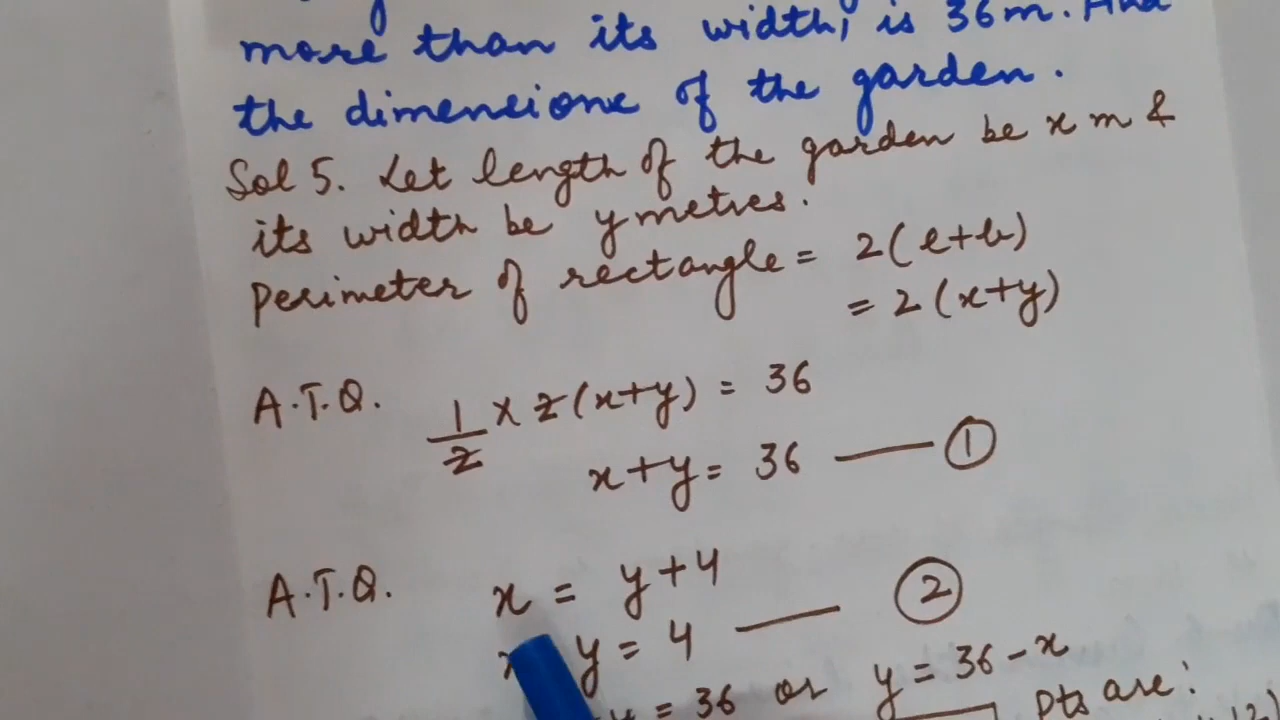 more than its width, is 36m. Find
the dimensions of the garden.
Sol 5. Let length of the garden be x m &
its width be y metres.
Perimeter of rectangle = 2(l+b)
= 2(x+y)
A.T.Q. 1/2 x 2(x+y) = 36
x+y = 36 —— ①
A.T.Q. x = y+4
y = 4 —— ②
= 36 or y = 36-x
Pts are: